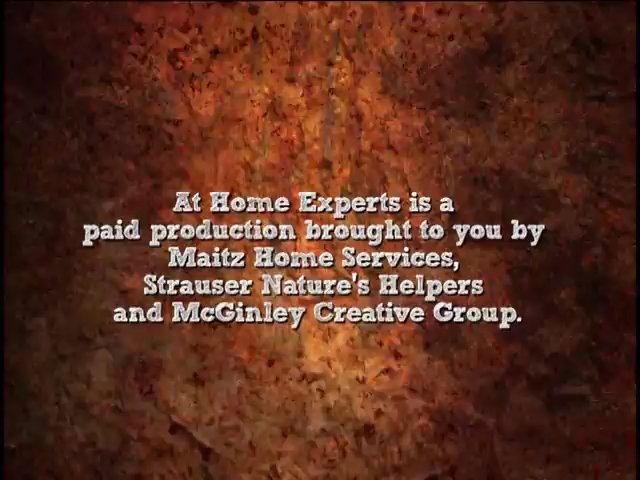 At Home Experts is a
paid production brought to you by
Maitz Home Services,
Strauser Nature's Helpers
and McGinley Creative Group.